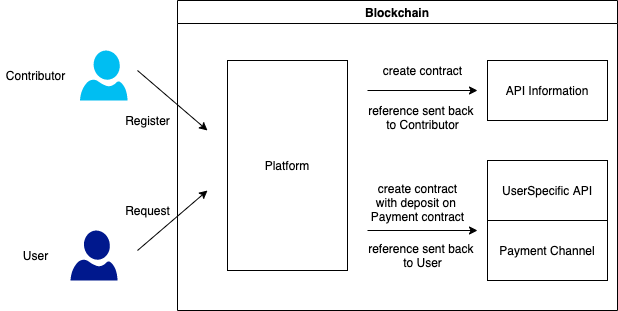 Blockchain
Contributor
Register
Request
User
Platform
create contract
reference sent back
to Contributor
API Information
create contract
with deposit on
Payment contract
reference sent back
to User
UserSpecific API
Payment Channel